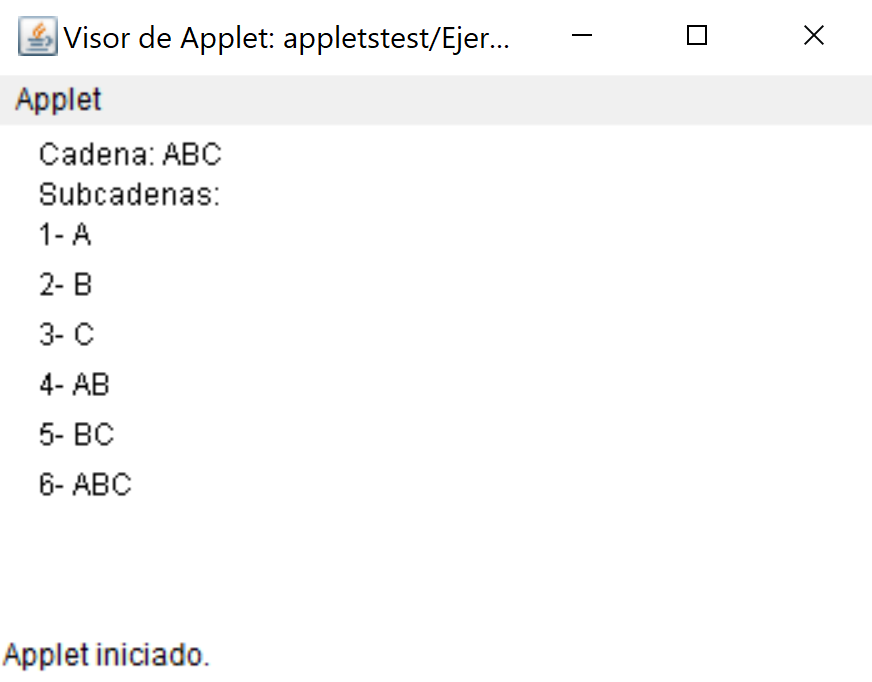 Visor de Applet: appletstest/Ejer...
Applet
Cadena: ABC
Subcadenas:
1- A
2- B
3- C
4- AB
5- BC
6- ABC
Applet iniciado.